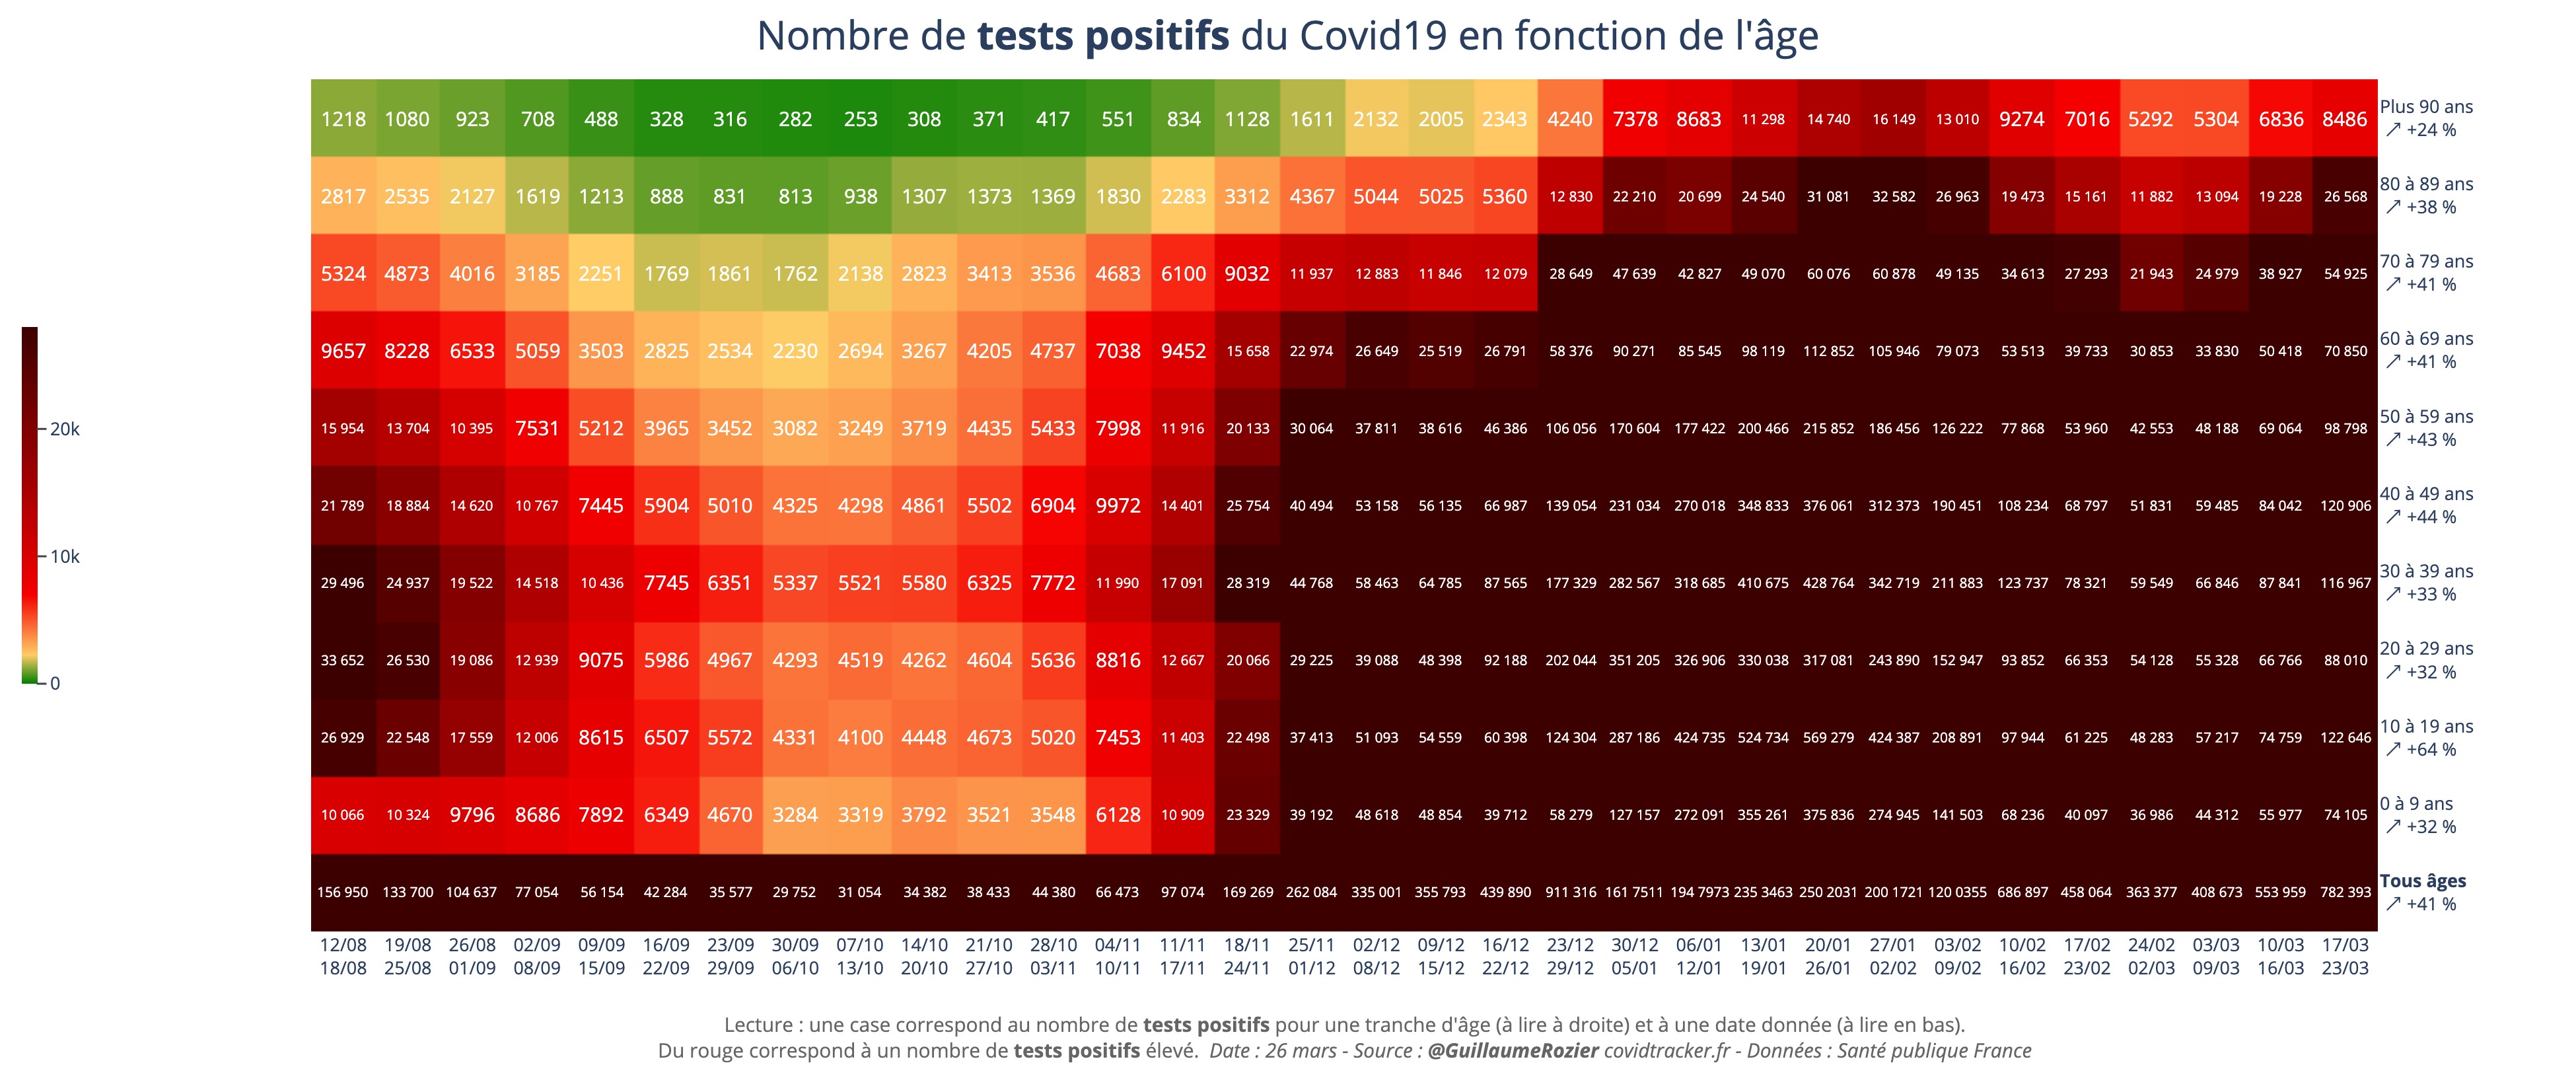 Nombre de tests positifs du Covid19 en fonction de l'âge
1218 1080 923 708 488 328 316 282 253 308 371 417 551 834 1128 1611 2132 2005 2343 4240 7378 8683 11 298 14 740 16 149 13 010 9274 7016 5292 5304 6836 8486 Plus 90 ans
↗ +24 %
2817 2535 2127 1619 1213 888 831 813 938 1307 1373 1369 1830 2283 3312 4367 5044 5025 5360 12 830 22 210 20 699 24 540 31 081 32 582 26 963 19 473 15 161 11 882 13 094 19 228 26 568 80 à 89 ans
↗ +38 %
5324 4873 4016 3185 2251 1769 1861 1762 2138 2823 3413 3536 4683 6100 9032 11 937 12 883 11 846 12 079 28 649 47 639 42 827 49 070 60 076 60 878 49 135 34 613 27 293 21 943 24 979 38 927 54 925 70 à 79 ans
↗ +41 %
9657 8228 6533 5059 3503 2825 2534 2230 2694 3267 4205 4737 7038 9452 15 658 22 974 26 649 25 519 26 791 58 376 90 271 85 545 98 119 112 852 105 946 79 073 53 513 39 733 30 853 33 830 50 418 70 850 60 à 69 ans
↗ +41 %
15 954 13 704 10 395 7531 5212 3965 3452 3082 3249 3719 4435 5433 7998 11 916 20 133 30 064 37 811 38 616 46 386 106 056 170 604 177 422 200 466 215 852 186 456 126 222 77 868 53 960 42 553 48 188 69 064 98 798 50 à 59 ans
↗ +43 %
21 789 18 884 14 620 10 767 7445 5904 5010 4325 4298 4861 5502 6904 9972 14 401 25 754 40 494 53 158 56 135 66 987 139 054 231 034 270 018 348 833 376 061 312 373 190 451 108 234 68 797 51 831 59 485 84 042 120 906 40 à 49 ans
↗ +44 %
29 496 24 937 19 522 14 518 10 436 7745 6351 5337 5521 5580 6325 7772 11 990 17 091 28 319 44 768 58 463 64 785 87 565 177 329 282 567 318 685 410 675 428 764 342 719 211 883 123 737 78 321 59 549 66 846 87 841 116 967 30 à 39 ans
↗ +33 %
33 652 26 530 19 086 12 939 9075 5986 4967 4293 4519 4262 4604 5636 8816 12 667 20 066 29 225 39 088 48 398 92 188 202 044 351 205 326 906 330 038 317 081 243 890 152 947 93 852 66 353 54 128 55 328 66 766 88 010 20 à 29 ans
↗ +32 %
26 929 22 548 17 559 12 006 8615 6507 5572 4331 4100 4448 4673 5020 7453 11 403 22 498 37 413 51 093 54 559 60 398 124 304 287 186 424 735 524 734 569 279 424 387 208 891 97 944 61 225 48 283 57 217 74 759 122 646 10 à 19 ans
↗ +64 %
10 066 10 324 9796 8686 7892 6349 4670 3284 3319 3792 3521 3548 6128 10 909 23 329 39 192 48 618 48 854 39 712 58 279 127 157 272 091 355 261 375 836 274 945 141 503 68 236 40 097 36 986 44 312 55 977 74 105 0 à 9 ans
↗ +32 %
156 950 133 700 104 637 77 054 56 154 42 284 35 577 29 752 31 054 34 382 38 433 44 380 66 473 97 074 169 269 262 084 335 001 355 793 439 890 911 316 161 7511 194 7973 235 3463 250 2031 200 1721 120 0355 686 897 458 064 363 377 408 673 553 959 782 393 Tous âges
↗ +41 %
20k
10k
0
12/08 19/08 26/08 02/09 09/09 16/09 23/09 30/09 07/10 14/10 21/10 28/10 04/11 11/11 18/11 25/11 02/12 09/12 16/12 23/12 30/12 06/01 13/01 20/01 27/01 03/02 10/02 17/02 24/02 03/03 10/03 17/03
18/08 25/08 01/09 08/09 15/09 22/09 29/09 06/10 13/10 20/10 27/10 03/11 10/11 17/11 24/11 01/12 08/12 15/12 22/12 29/12 05/01 12/01 19/01 26/01 02/02 09/02 16/02 23/02 02/03 09/03 16/03 23/03
Lecture : une case correspond au nombre de tests positifs pour une tranche d'âge (à lire à droite) et à une date donnée (à lire en bas).
Du rouge correspond à un nombre de tests positifs élevé. Date : 26 mars - Source : @GuillaumeRozier covidtracker.fr - Données : Santé publique France